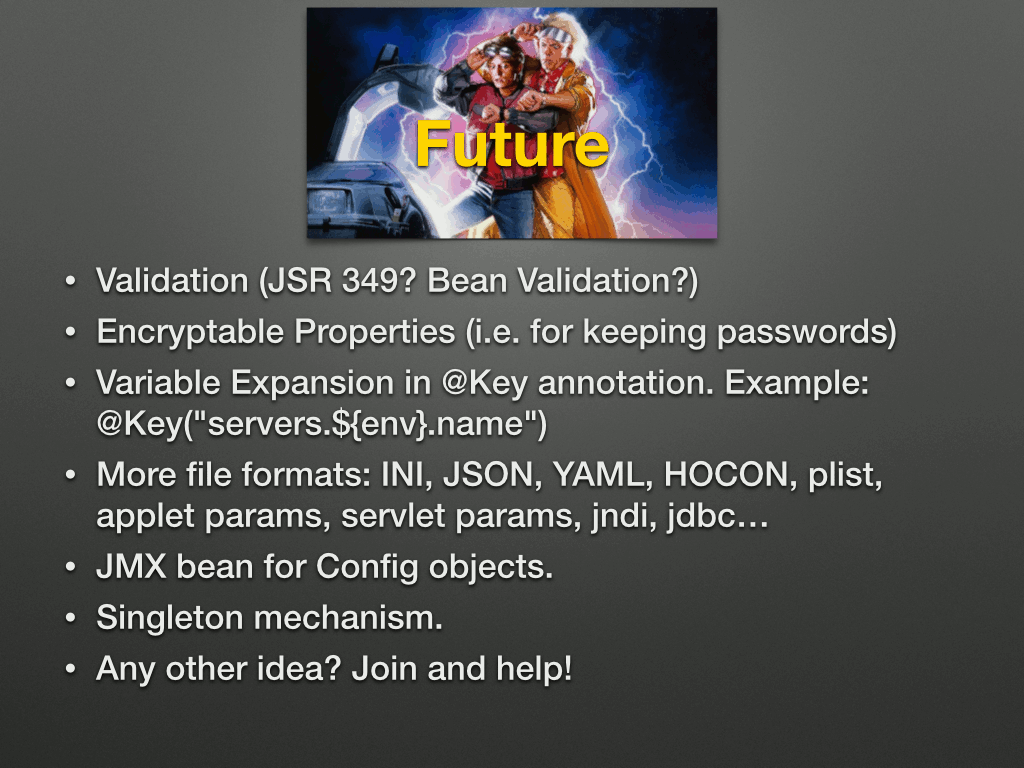 Future
• Validation (JSR 349? Bean Validation?)
• Encryptable Properties (i.e. for keeping passwords)
• Variable Expansion in @Key annotation. Example:
@Key("servers.${env}.name")
• More file formats: INI, JSON, YAML, HOCON, plist,
applet params, servlet params, jndi, jdbc…
• JMX bean for Config objects.
• Singleton mechanism.
• Any other idea? Join and help!